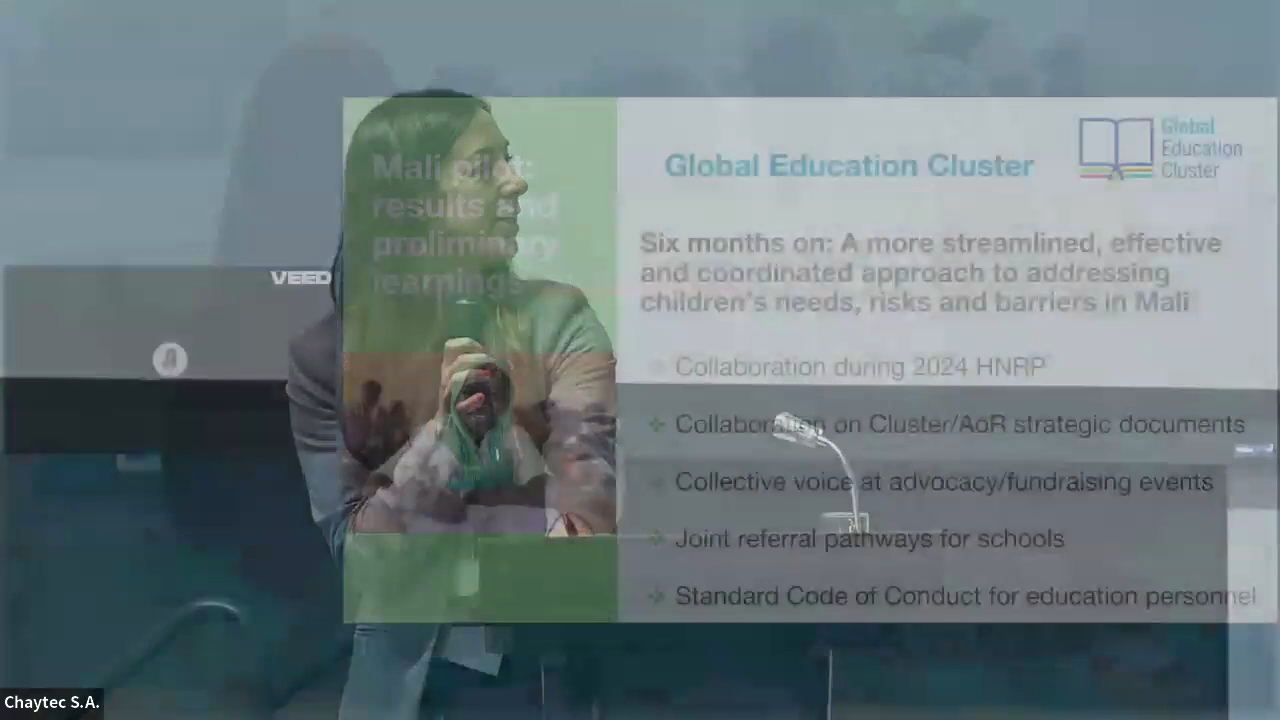 Mali pilot:
results and
proliminary
learnings
Global Education Cluster
Global
Education
Cluster
Six months on: A more streamlined, effective
and coordinated approach to addressing
children's needs, risks and barriers in Mali
Collaboration during 2024 HNRP
Collaboration on Cluster/AoR strategic documents
Collective voice at advocacy/fundraising events
Joint referral pathways for schools
Standard Code of Conduct for education personnel
VEED
Chaytec S.A.